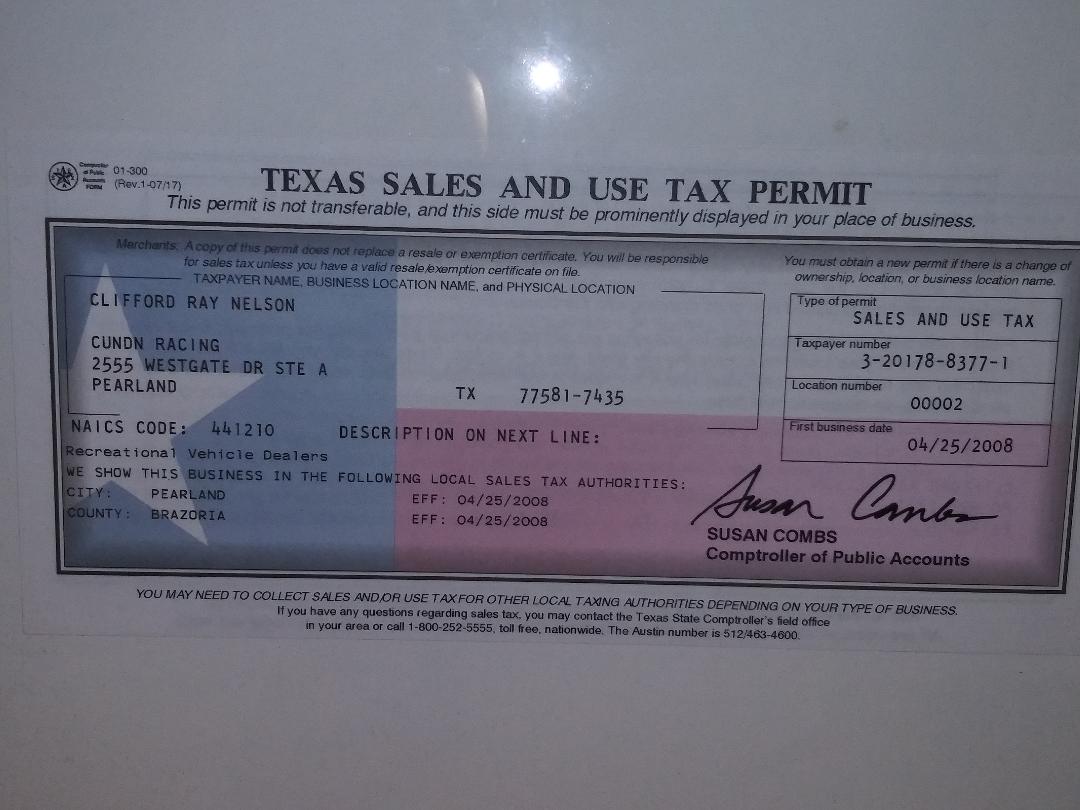 Comptroller of Public Accounts FORM
01-300
(Rev.1-07/17)
TEXAS SALES AND USE TAX PERMIT
This permit is not transferable, and this side must be prominently displayed in your place of business.
Merchants: A copy of this permit does not replace a resale or exemption certificate. You will be responsible
for sales tax unless you have a valid resale/exemption certificate on file.
You must obtain a new permit if there is a change of
ownership, location, or business location name.
TAXPAYER NAME, BUSINESS LOCATION NAME, and PHYSICAL LOCATION
CLIFFORD RAY NELSON
CUNDN RACING
2555 WESTGATE DR STE A
PEARLAND TX 77581-7435
Type of permit
SALES AND USE TAX
Taxpayer number
3-20178-8377-1
Location number
00002
First business date
04/25/2008
NAICS CODE: 441210 DESCRIPTION ON NEXT LINE:
Recreational Vehicle Dealers
WE SHOW THIS BUSINESS IN THE FOLLOWING LOCAL SALES TAX AUTHORITIES:
CITY: PEARLAND EFF: 04/25/2008
COUNTY: BRAZORIA EFF: 04/25/2008
Susan Combs
SUSAN COMBS
Comptroller of Public Accounts
YOU MAY NEED TO COLLECT SALES AND/OR USE TAX FOR OTHER LOCAL TAXING AUTHORITIES DEPENDING ON YOUR TYPE OF BUSINESS.
If you have any questions regarding sales tax, you may contact the Texas State Comptroller's field office
in your area or call 1-800-252-5555, toll free, nationwide. The Austin number is 512/463-4600.